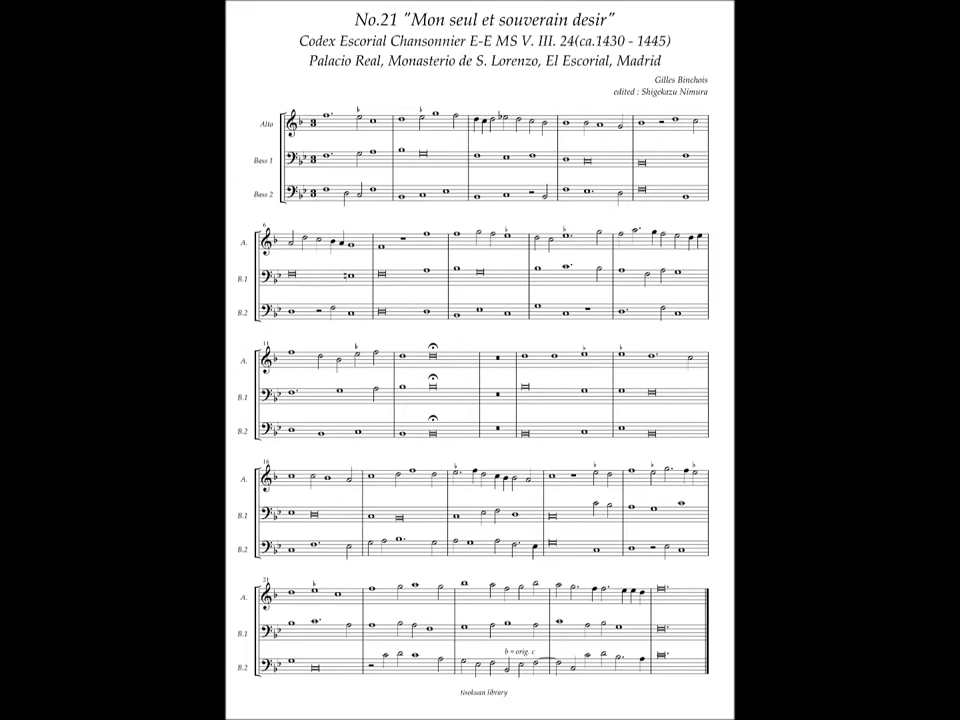 No.21 "Mon seul et souverain desir"
Codex Escorial Chansonnier E-E MS V. III. 24(ca.1430 - 1445)
Palacio Real, Monasterio de S. Lorenzo, El Escorial, Madrid
Gilles Binchois
edited : Shigekazu Nimura
Alto
Bass 1
Bass 2
6
A.
B.1
B.2
11
A.
B.1
B.2
16
A.
B.1
B.2
21
A.
B.1
b = orig. c
B.2
tisokuan library